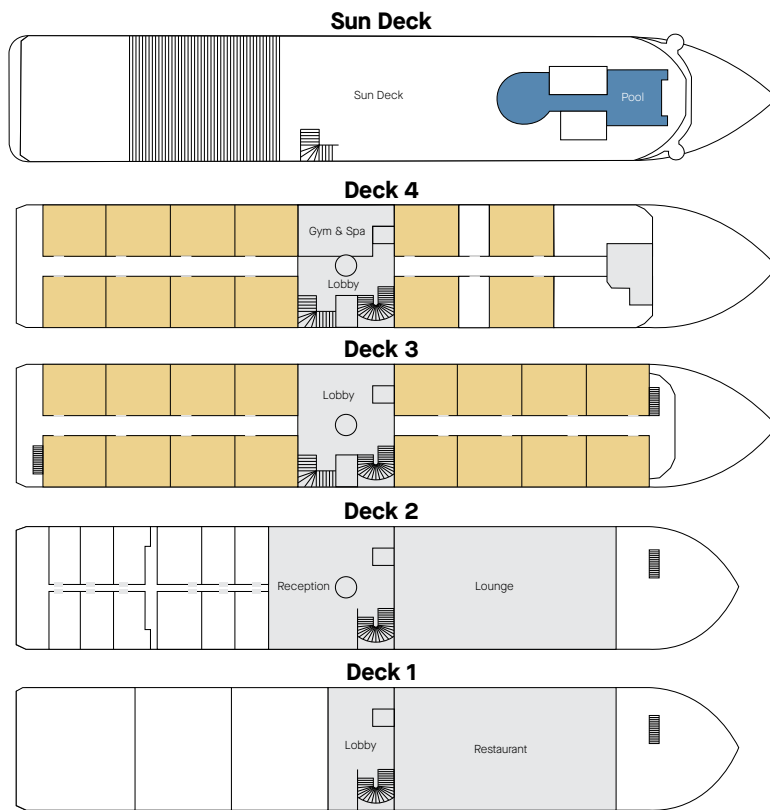 Sun Deck
Sun Deck
Pool
Deck 4
Gym & Spa
Lobby
Deck 3
Lobby
Deck 2
Reception
Lounge
Deck 1
Lobby
Restaurant